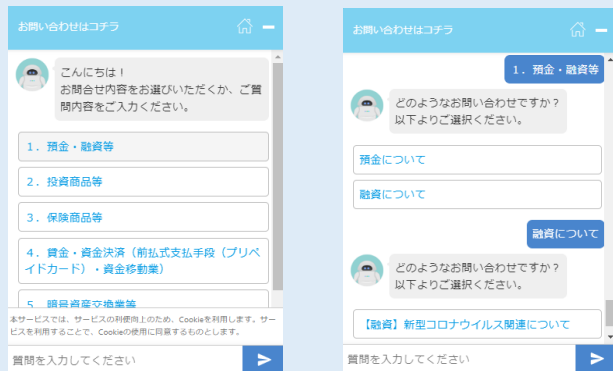 お問い合わせはコチラ
こんにちは！
お問合せ内容をお選びいただくか、ご質
問内容をご入力ください。
1．預金・融資等
2．投資商品等
3．保険商品等
4．貸金・資金決済（前払式支払手段（プリペ
イドカード）・資金移動業）
5．暗号資産交換業等
本サービスでは、サービスの利便向上のため、Cookieを利用します。サー
ビスを利用することで、Cookieの使用に同意するものとします。
質問を入力してください
お問い合わせはコチラ
1．預金・融資等
どのようなお問い合わせですか？
以下よりご選択ください。
預金について
融資について
融資について
どのようなお問い合わせですか？
以下よりご選択ください。
【融資】新型コロナウイルス関連について
質問を入力してください